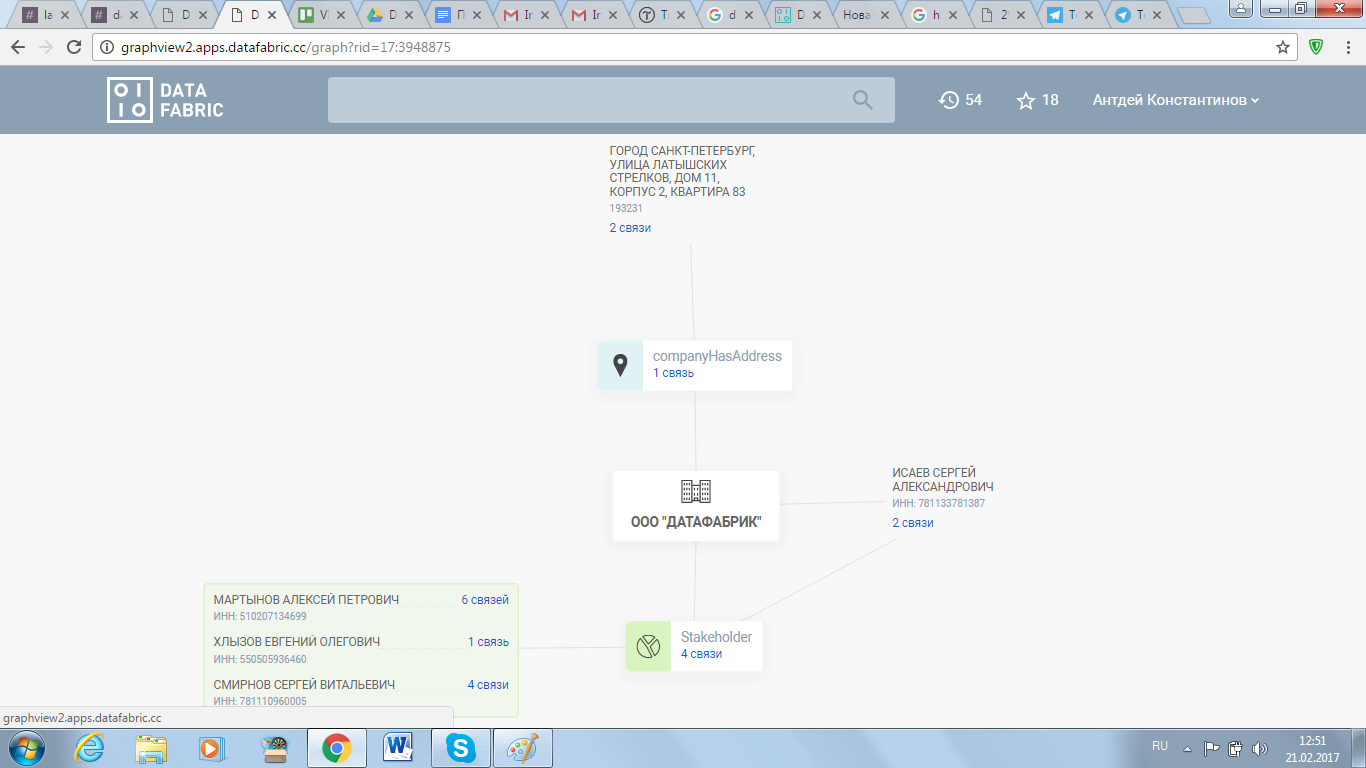 la
d
D
D
VI
D
П
Ir
Ir
T
d
D
Нова
h
2
T
T
graphview2.apps.datafabric.cc/graph?rid=17:3948875
DATA
FABRIC
54
18
Антдей Константинов
ГОРОД САНКТ-ПЕТЕРБУРГ,
УЛИЦА ЛАТЫШСКИХ
СТРЕЛКОВ, ДОМ 11,
КОРПУС 2, КВАРТИРА 83
193231
2 связи
companyHasAddress
1 связь
ООО "ДАТАФАБРИК"
ИСАЕВ СЕРГЕЙ
АЛЕКСАНДРОВИЧ
ИНН: 781133781387
2 связи
МАРТЫНОВ АЛЕКСЕЙ ПЕТРОВИЧ 6 связей
ИНН: 510207134699
ХЛЫЗОВ ЕВГЕНИЙ ОЛЕГОВИЧ 1 связь
ИНН: 550505936460
СМИРНОВ СЕРГЕЙ ВИТАЛЬЕВИЧ 4 связи
ИНН: 781110960005
Stakeholder
4 связи
graphview2.apps.datafabric.cc
RU
12:51
21.02.2017